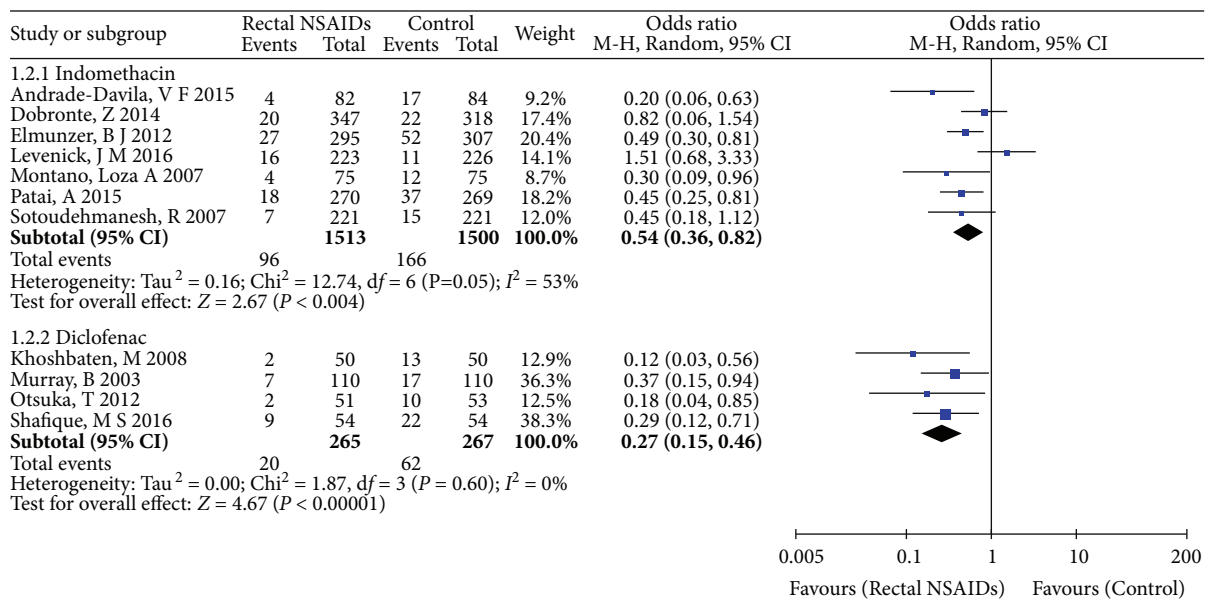 Study or subgroup Rectal NSAIDs Control Weight Odds ratio Odds ratio
Events Total Events Total M-H, Random, 95% CI M-H, Random, 95% CI
1.2.1 Indomethacin
Andrade-Davila, V F 2015 4 82 17 84 9.2% 0.20 (0.06, 0.63)
Dobronte, Z 2014 20 347 22 318 17.4% 0.82 (0.06, 1.54)
Elmunzer, B J 2012 27 295 52 307 20.4% 0.49 (0.30, 0.81)
Levenick, J M 2016 16 223 11 226 14.1% 1.51 (0.68, 3.33)
Montano, Loza A 2007 4 75 12 75 8.7% 0.30 (0.09, 0.96)
Patai, A 2015 18 270 37 269 18.2% 0.45 (0.25, 0.81)
Sotoudehmanesh, R 2007 7 221 15 221 12.0% 0.45 (0.18, 1.12)
Subtotal (95% CI) 1513 1500 100.0% 0.54 (0.36, 0.82)
Total events 96 166
Heterogeneity: Tau² = 0.16; Chi² = 12.74, df = 6 (P=0.05); I² = 53%
Test for overall effect: Z = 2.67 (P < 0.004)
1.2.2 Diclofenac
Khoshbaten, M 2008 2 50 13 50 12.9% 0.12 (0.03, 0.56)
Murray, B 2003 7 110 17 110 36.3% 0.37 (0.15, 0.94)
Otsuka, T 2012 2 51 10 53 12.5% 0.18 (0.04, 0.85)
Shafique, M S 2016 9 54 22 54 38.3% 0.29 (0.12, 0.71)
Subtotal (95% CI) 265 267 100.0% 0.27 (0.15, 0.46)
Total events 20 62
Heterogeneity: Tau² = 0.00; Chi² = 1.87, df = 3 (P = 0.60); I² = 0%
Test for overall effect: Z = 4.67 (P < 0.00001)
0.005 0.1 1 10 200
Favours (Rectal NSAIDs) Favours (Control)